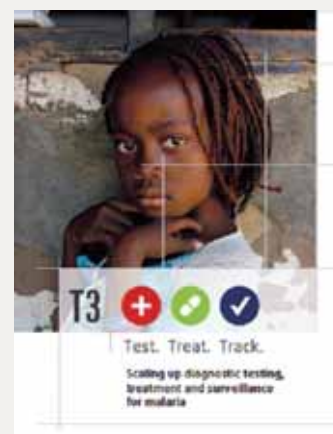 T3
Test. Treat. Track.
Scaling up diagnostic testing,
treatment and surveillance
for malaria